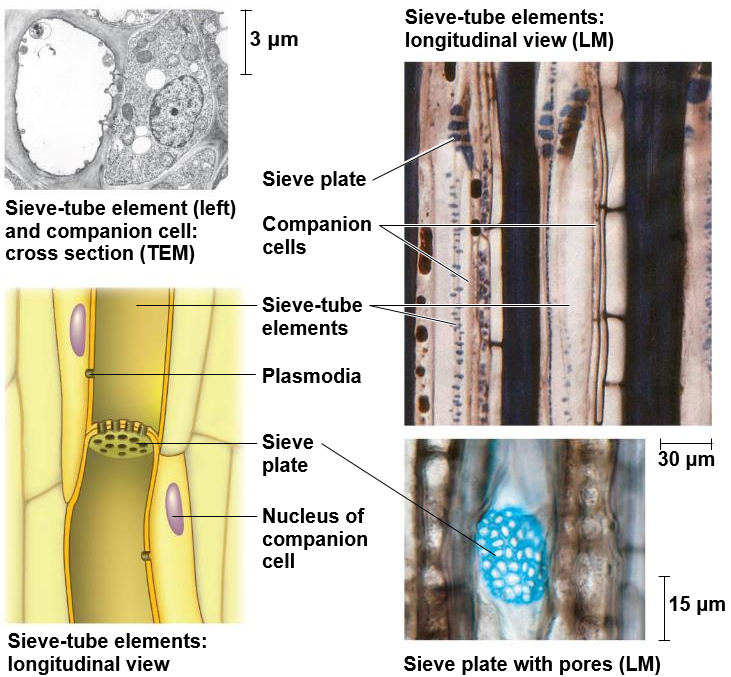 3 μm
Sieve-tube element (left)
and companion cell:
cross section (TEM)
Sieve-tube elements:
longitudinal view (LM)
Sieve plate
Companion
cells
Sieve-tube
elements
Plasmodia
Sieve
plate
Nucleus of
companion
cell
30 μm
15 μm
Sieve-tube elements:
longitudinal view
Sieve plate with pores (LM)